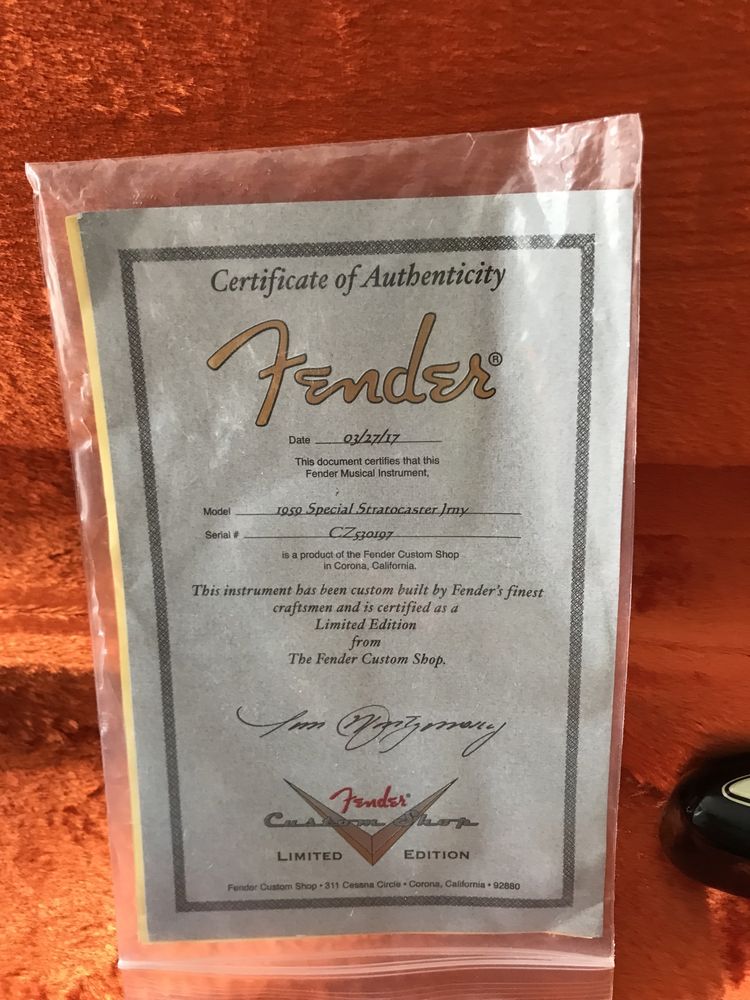 Certificate of Authenticity
Fender®
Date 03/27/17
This document certifies that this
Fender Musical Instrument,
Model 1959 Special Stratocaster Jrny
Serial # CZ530197
is a product of the Fender Custom Shop
in Corona, California.
This instrument has been custom built by Fender's finest
craftsmen and is certified as a
Limited Edition
from
The Fender Custom Shop.
Tom Montgomery
Fender®
Custom Shop
LIMITED EDITION
Fender Custom Shop • 311 Cessna Circle • Corona, California • 92880